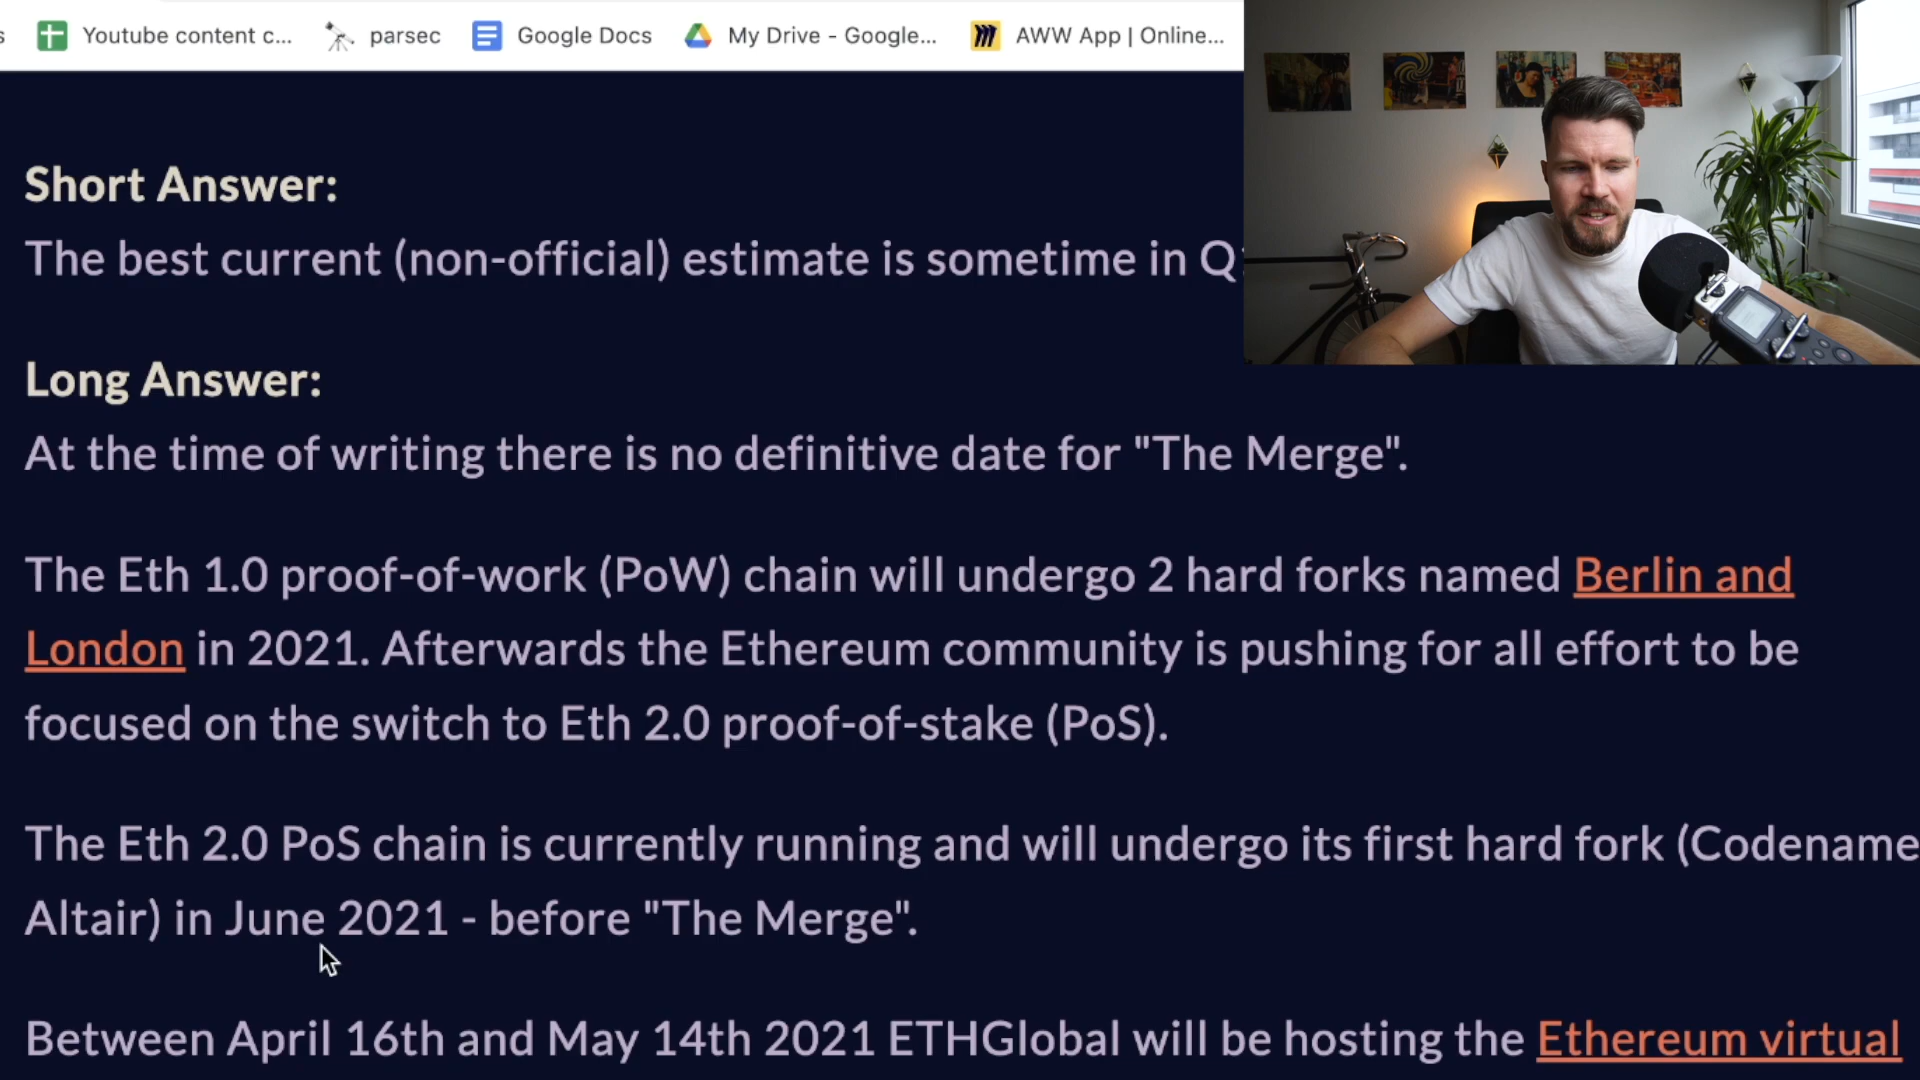 Youtube content c... parsec Google Docs My Drive - Google... AWW App | Online...
Short Answer:
The best current (non-official) estimate is sometime in
Long Answer:
At the time of writing there is no definitive date for "The Merge".
The Eth 1.0 proof-of-work (PoW) chain will undergo 2 hard forks named Berlin and
London in 2021. Afterwards the Ethereum community is pushing for all effort to be
focused on the switch to Eth 2.0 proof-of-stake (PoS).
The Eth 2.0 PoS chain is currently running and will undergo its first hard fork (Codename
Altair) in June 2021 - before "The Merge".
Between April 16th and May 14th 2021 ETHGlobal will be hosting the Ethereum virtual